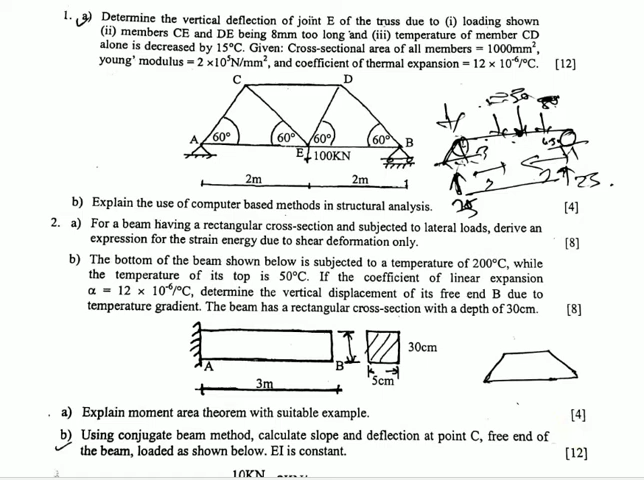 1. a) Determine the vertical deflection of joint E of the truss due to (i) loading shown
(ii) members CE and DE being 8mm too long and (iii) temperature of member CD
alone is decreased by 15°C. Given: Cross-sectional area of all members = 1000mm²,
young' modulus = 2 ×10⁵N/mm², and coefficient of thermal expansion = 12 × 10⁻⁶/°C. [12]
C D
A 60° 60° 60° 60° B
E 100KN
2m 2m
25
b) Explain the use of computer based methods in structural analysis. [4]
2. a) For a beam having a rectangular cross-section and subjected to lateral loads, derive an
expression for the strain energy due to shear deformation only. [8]
b) The bottom of the beam shown below is subjected to a temperature of 200°C, while
the temperature of its top is 50°C. If the coefficient of linear expansion
α = 12 × 10⁻⁶/°C, determine the vertical displacement of its free end B due to
temperature gradient. The beam has a rectangular cross-section with a depth of 30cm. [8]
30cm
A B
3m 5cm
a) Explain moment area theorem with suitable example. [4]
b) Using conjugate beam method, calculate slope and deflection at point C, free end of
the beam, loaded as shown below. EI is constant. [12]
10KN